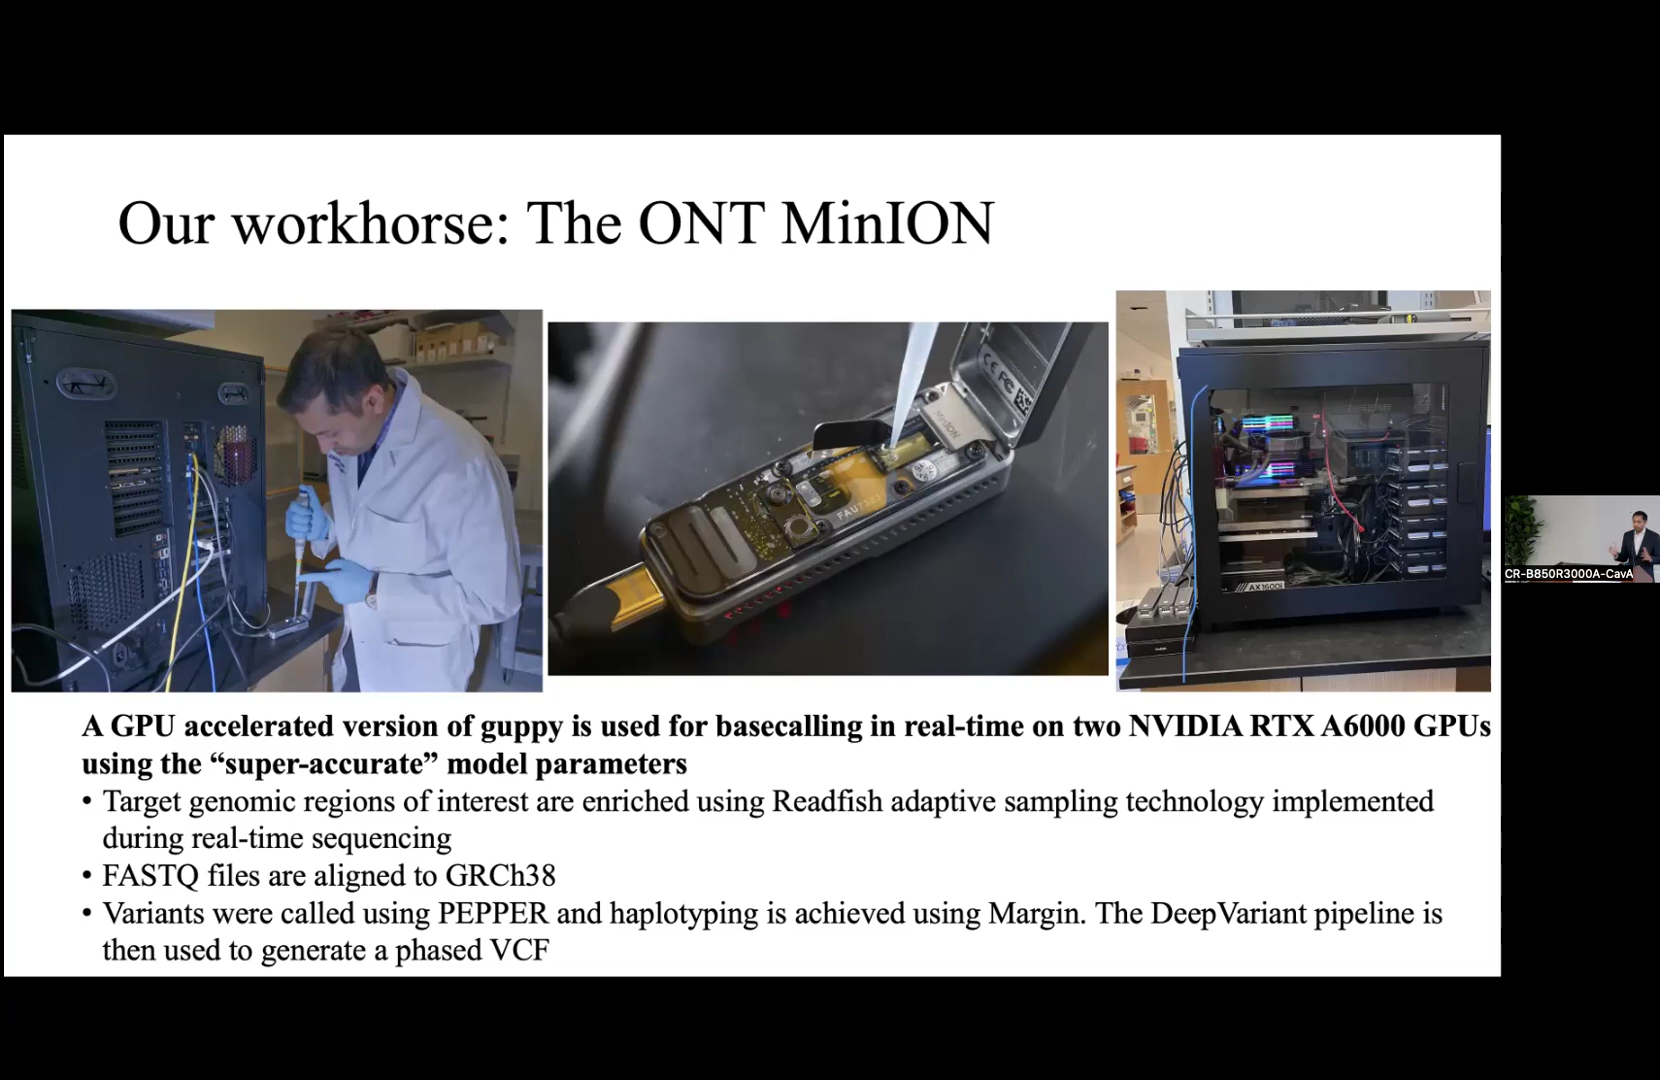 Our workhorse: The ONT MinION
MinION
AX1600i
A GPU accelerated version of guppy is used for basecalling in real-time on two NVIDIA RTX A6000 GPUs
using the “super-accurate” model parameters
• Target genomic regions of interest are enriched using Readfish adaptive sampling technology implemented
during real-time sequencing
• FASTQ files are aligned to GRCh38
• Variants were called using PEPPER and haplotyping is achieved using Margin. The DeepVariant pipeline is
then used to generate a phased VCF
CR-B850R3000A-CavA